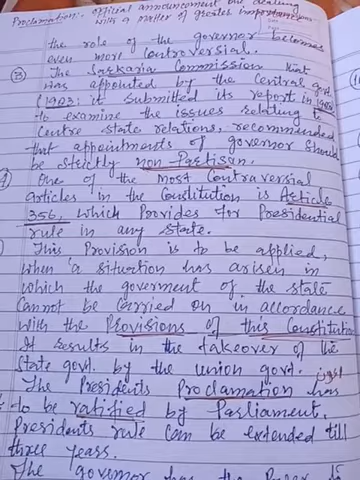 Proclamation: official announcement one dealing
with a matter of greater importance
the role of the governor becomes
even more controversial.
B The Sarkaria Commission that
was appointed by the Central govt.
(1983; it submitted its report in 1988)
to examine the issues relating to
Centre state relations, recommended
that appointments of governor should
be strictly non-Partisan.
One of the most Contraversial
articles in the Constitution is Article
356, which Provides for Presidential
rule in any state.
This Provision is to be applied,
when 'a situation has arisen in
which the goverment of the state
Cannot be Carried on in accordance
with the Provisions of this Constitution
It results in the takeover of the
State govt. by the union govt.
The Presidents Proclamation has
to be ratified by Parliament.
Presidents rule can be extended till
three years.
The governor has the Power to